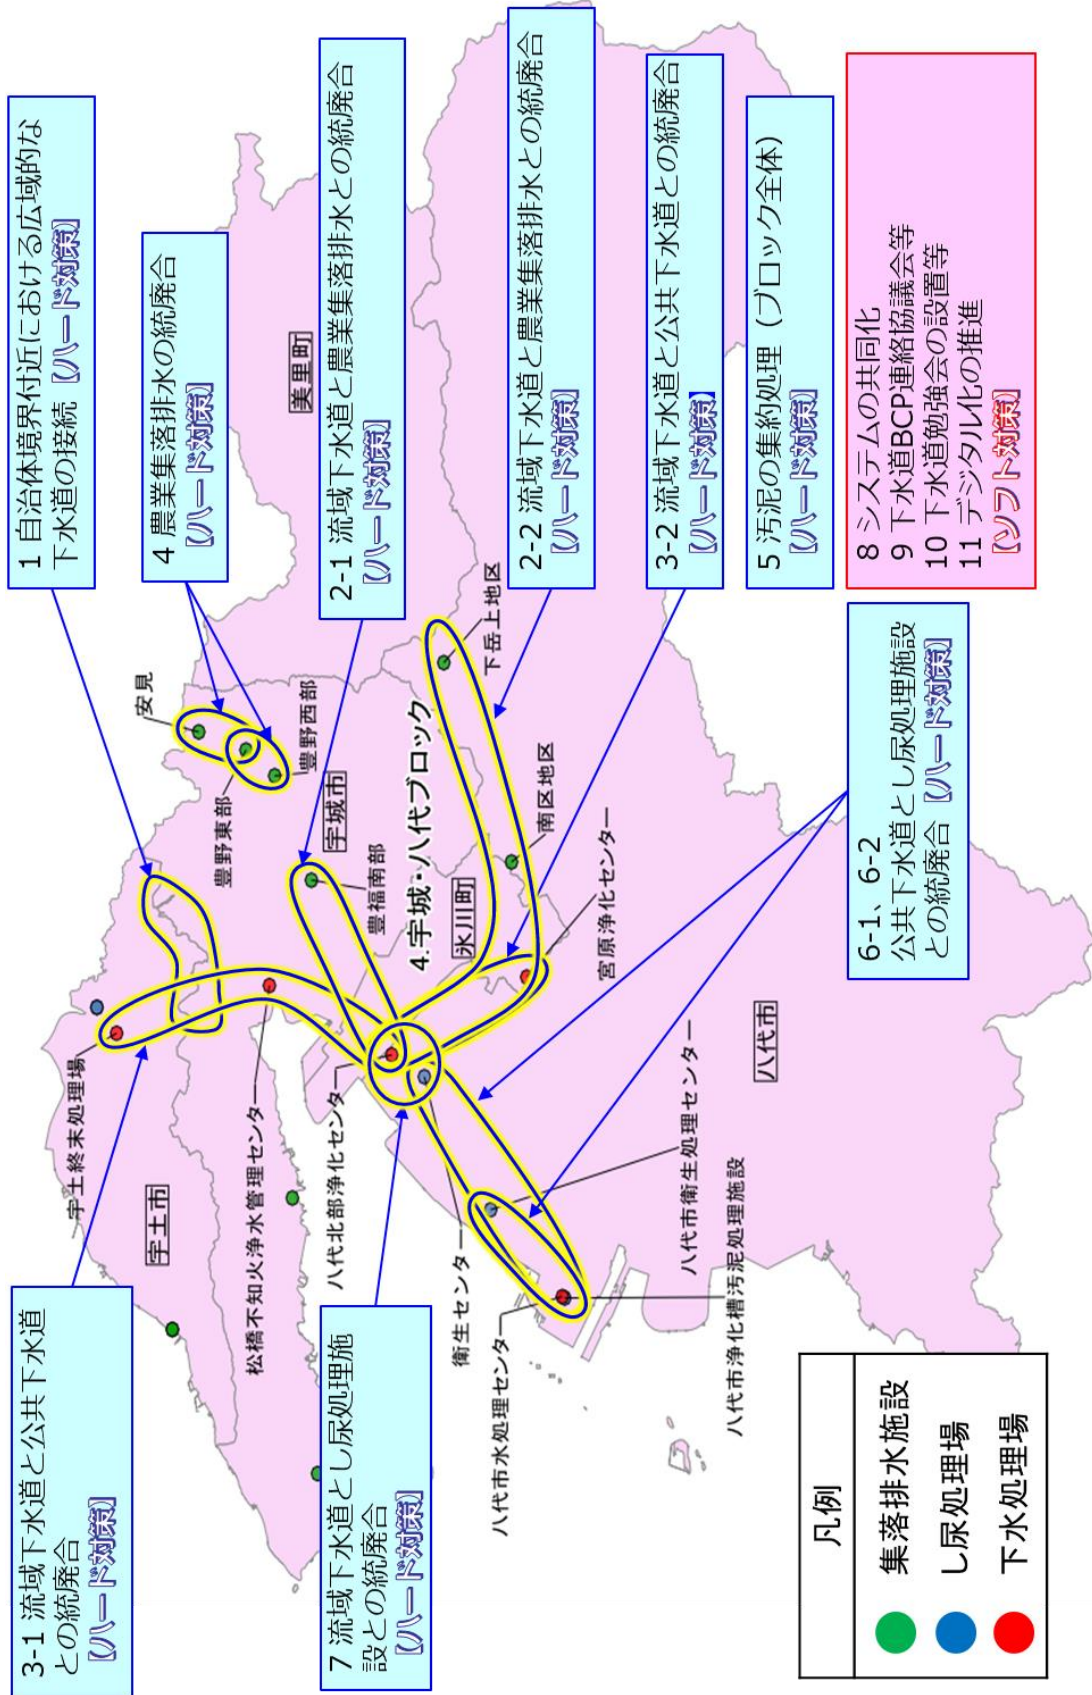 3-1 流域下水道と公共下水道
との統廃合
【ハード対策】
1 自治体境界付近における広域的な
下水道の接続【ハード対策】
4 農業集落排水の統廃合
【ハード対策】
2-1 流域下水道と農業集落排水との統廃合
【ハード対策】
2-2 流域下水道と農業集落排水との統廃合
【ハード対策】
3-2 流域下水道と公共下水道との統廃合
【ハード対策】
5 汚泥の集約処理（ブロック全体）
【ハード対策】
8 システムの共同化
9 下水道BCP連絡協議会等
10 下水道勉強会の設置等
11 デジタル化の推進
【ソフト対策】
6-1、6-2
公共下水道とし尿処理施設
との統廃合【ハード対策】
7 流域下水道とし尿処理施
設との統廃合
【ハード対策】
宇土終末処理場
宇土市
松橋不知火浄水管理センター
八代北部浄化センター
衛生センター
八代市水処理センター
八代市浄化槽汚泥処理施設
八代市衛生処理センター
八代市
安見
豊野東部
豊野西部
宇城市
美里町
豊福南部
4.宇城・八代ブロック
氷川町
下岳上地区
南区地区
宮原浄化センター
凡例
集落排水施設
し尿処理場
下水処理場